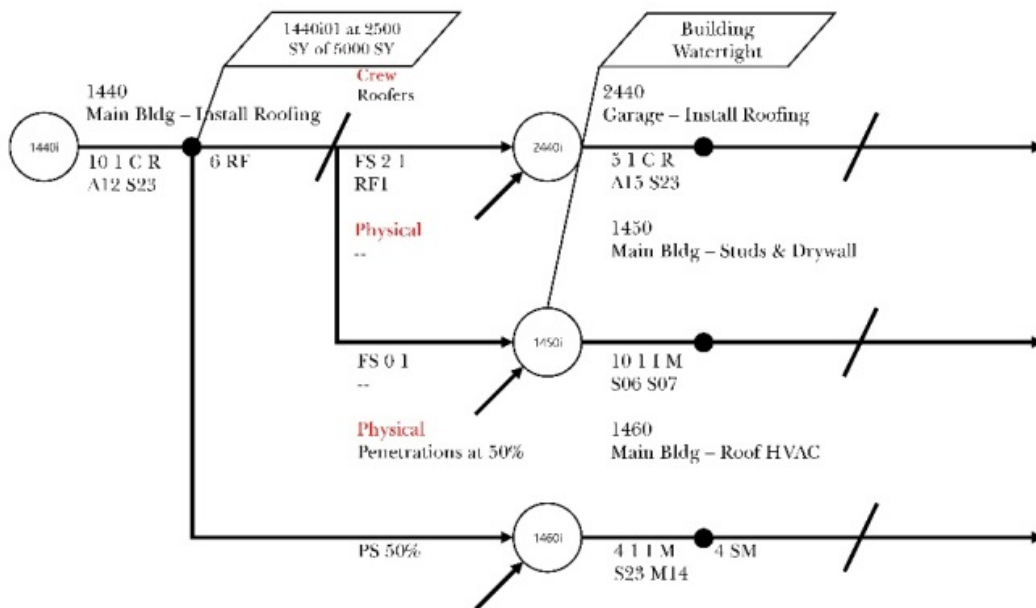 1440i01 at 2500
SY of 5000 SY
Building
Watertight
Crew
Roofers
1440
Main Bldg – Install Roofing
2440
Garage – Install Roofing
1440i
10 1 C R
A12 S23
6 RF
FS 2 1
RF1
2440i
5 1 C R
A15 S23
Physical
--
1450
Main Bldg – Studs & Drywall
1450i
FS 0 1
--
10 1 I M
S06 S07
Physical
Penetrations at 50%
1460
Main Bldg – Roof HVAC
PS 50%
1460i
4 1 1 M
S23 M14
4 SM